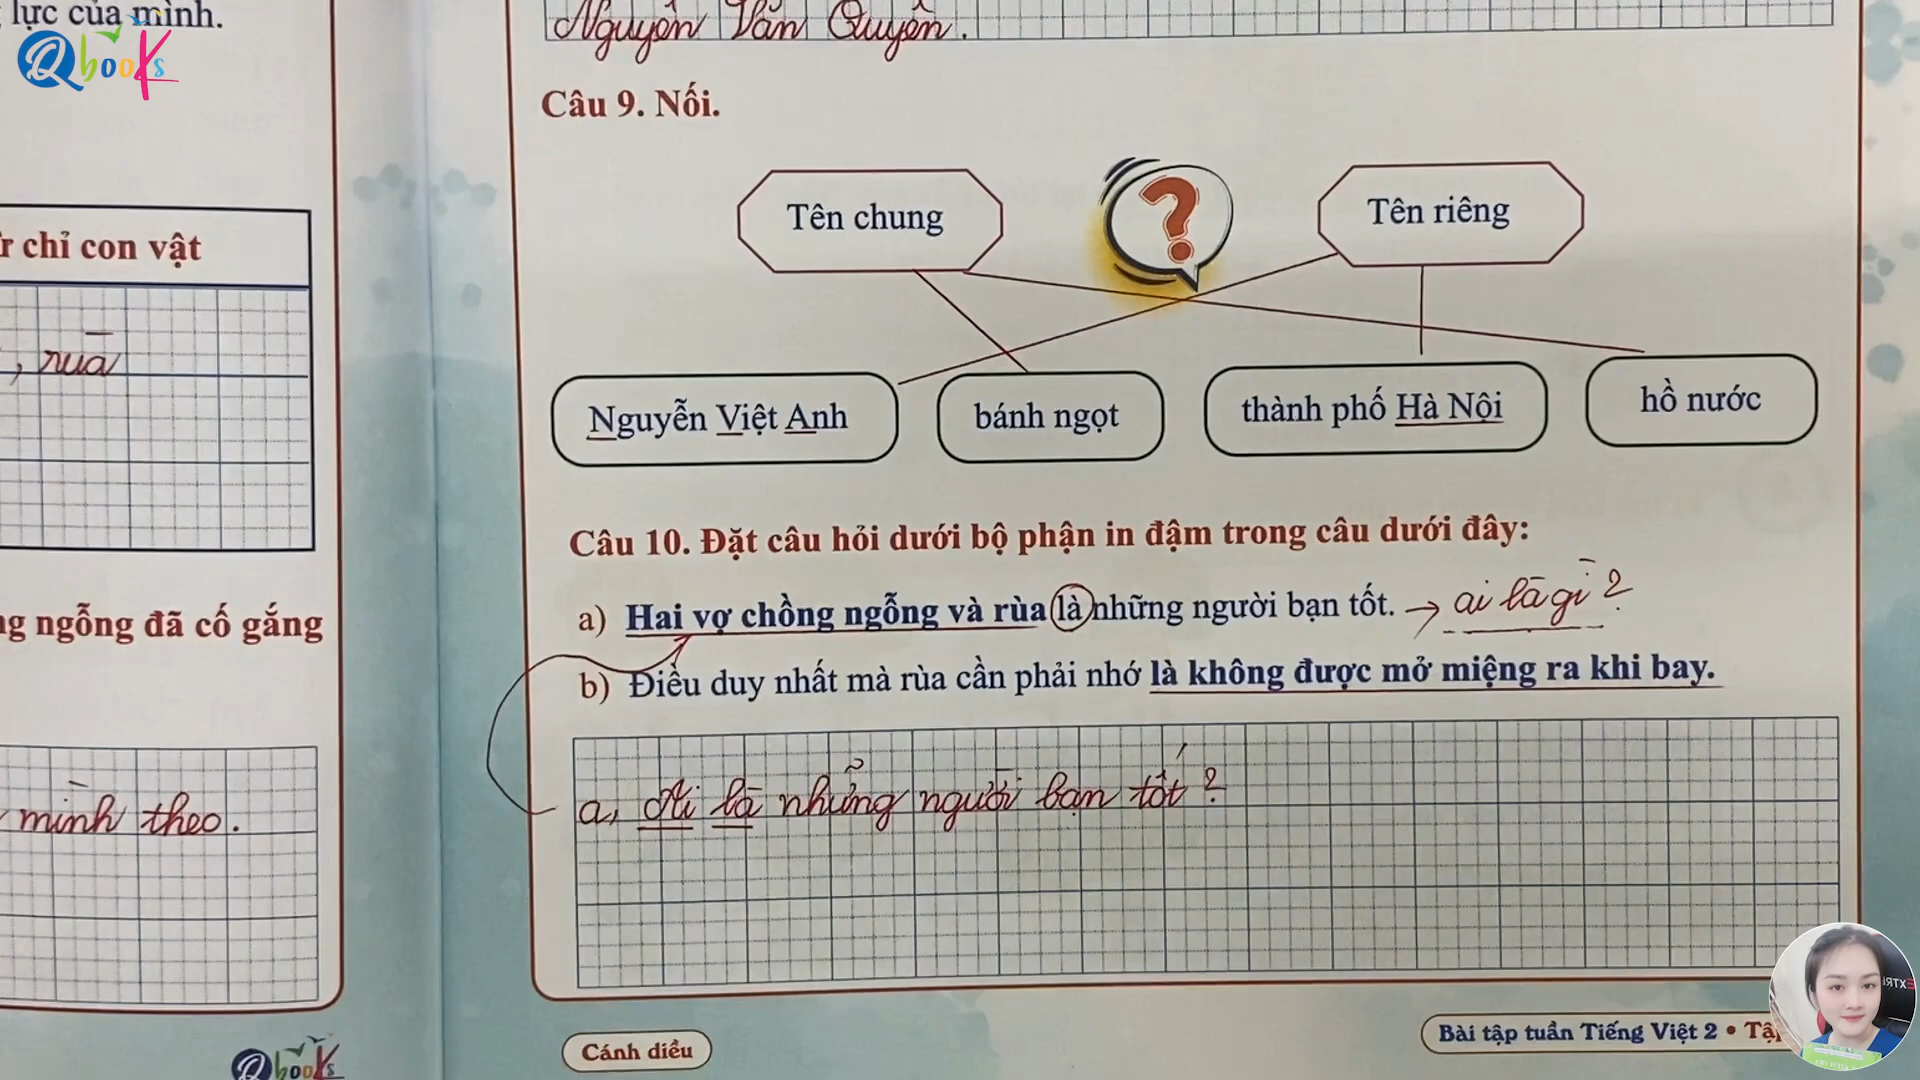 lực của mình.
Qbooks
chỉ con vật
, rùa
ngỗng đã cố gắng
mình theo.
Qbooks
Nguyễn Văn Quyền.
Câu 9. Nối.
Tên chung
?
Tên riêng
Nguyễn Việt Anh
bánh ngọt
thành phố Hà Nội
hồ nước
Câu 10. Đặt câu hỏi dưới bộ phận in đậm trong câu dưới đây:
a) Hai vợ chồng ngỗng và rùa là những người bạn tốt. → ai là gì?
b) Điều duy nhất mà rùa cần phải nhớ là không được mở miệng ra khi bay.
a, Ai là những người bạn tốt?
Cánh diều
Bài tập tuần Tiếng Việt 2 •